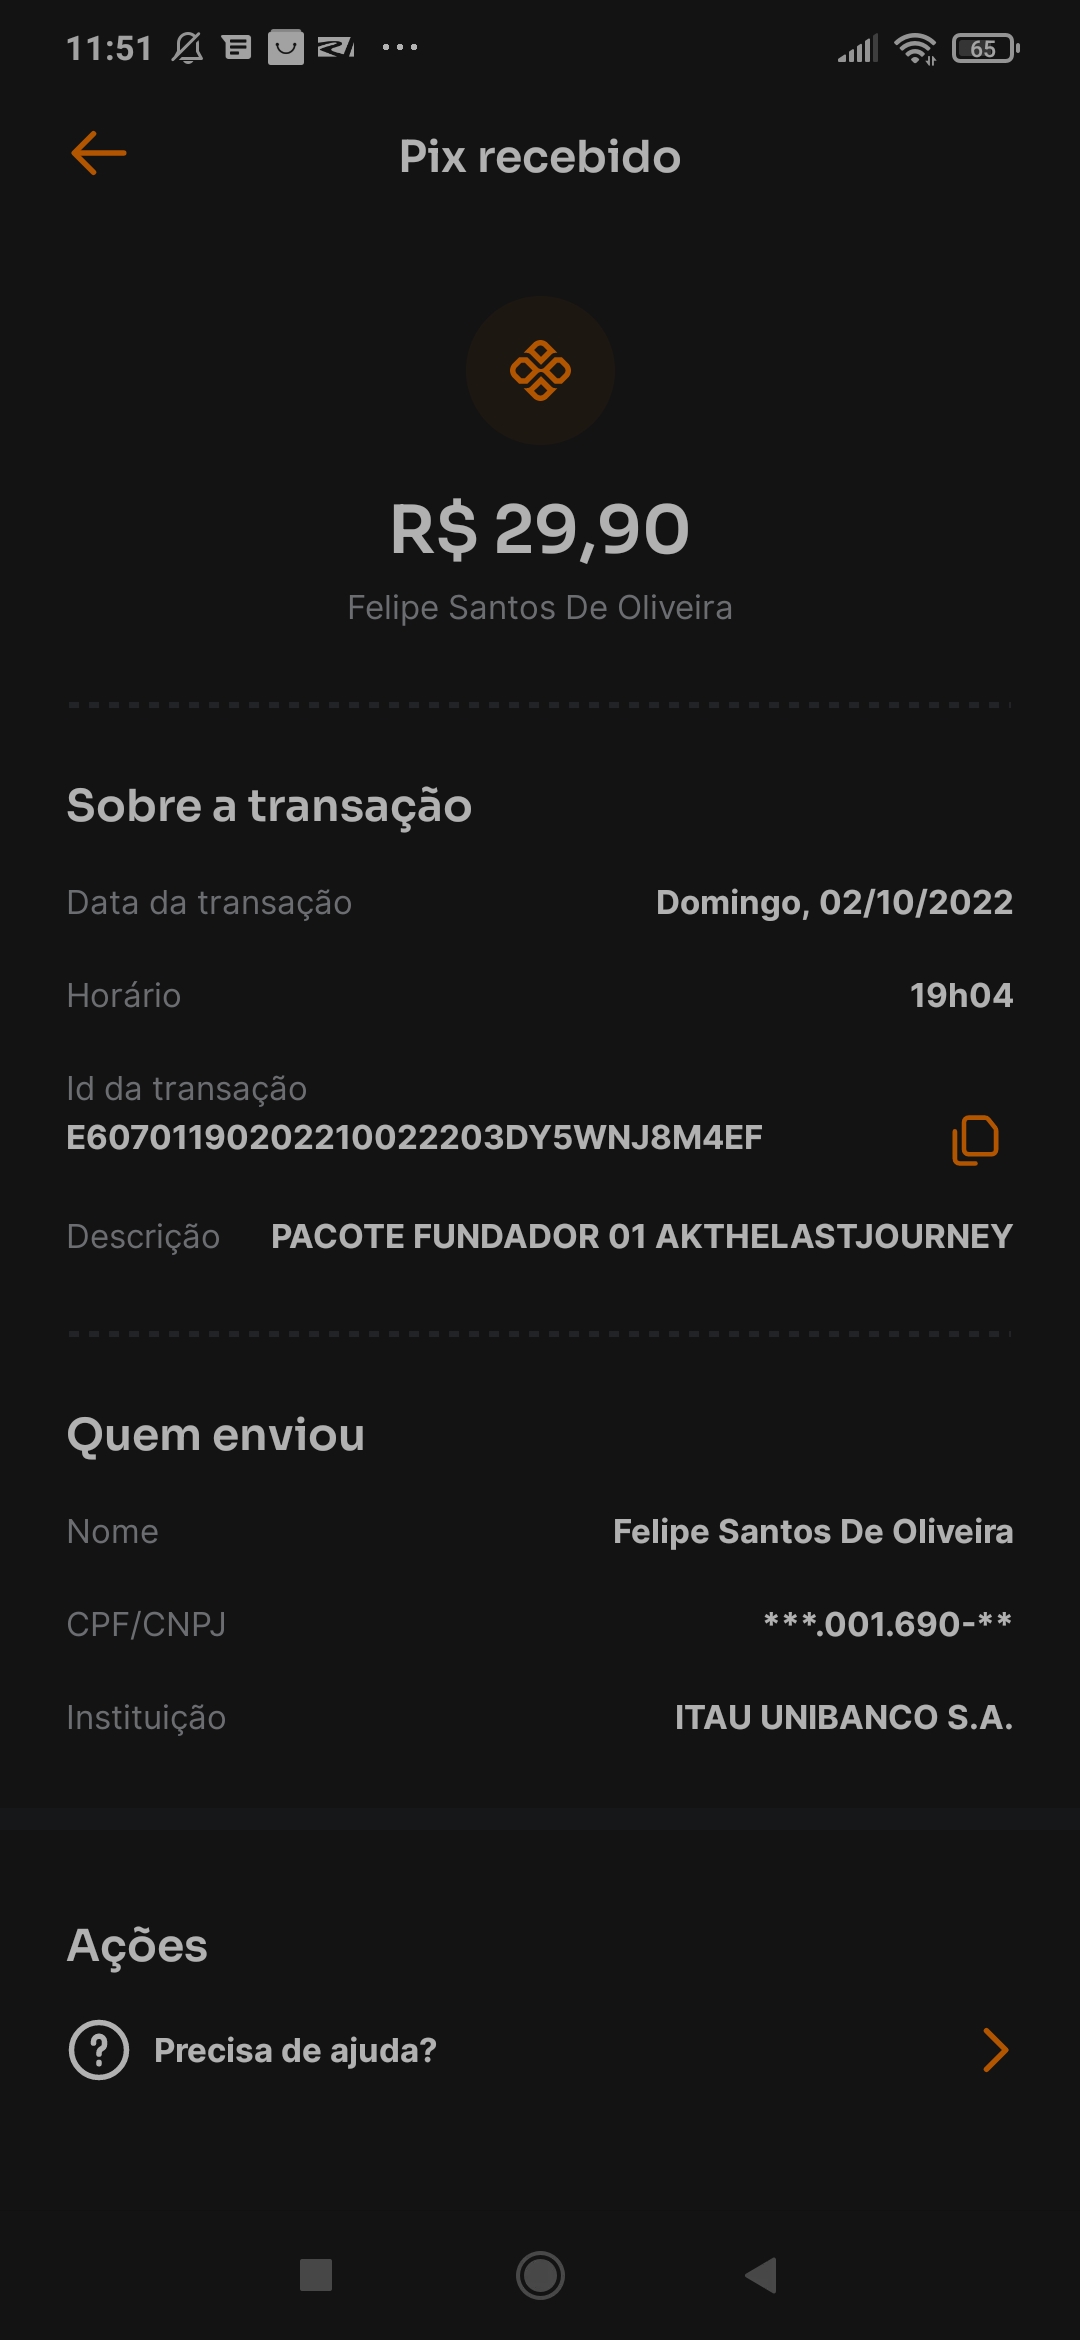 11:51
65
Pix recebido
R$ 29,90
Felipe Santos De Oliveira
Sobre a transação
Data da transação Domingo, 02/10/2022
Horário 19h04
Id da transação
E60701190202210022203DY5WNJ8M4EF
Descrição PACOTE FUNDADOR 01 AKTHELASTJOURNEY
Quem enviou
Nome Felipe Santos De Oliveira
CPF/CNPJ ***.001.690-**
Instituição ITAU UNIBANCO S.A.
Ações
Precisa de ajuda?